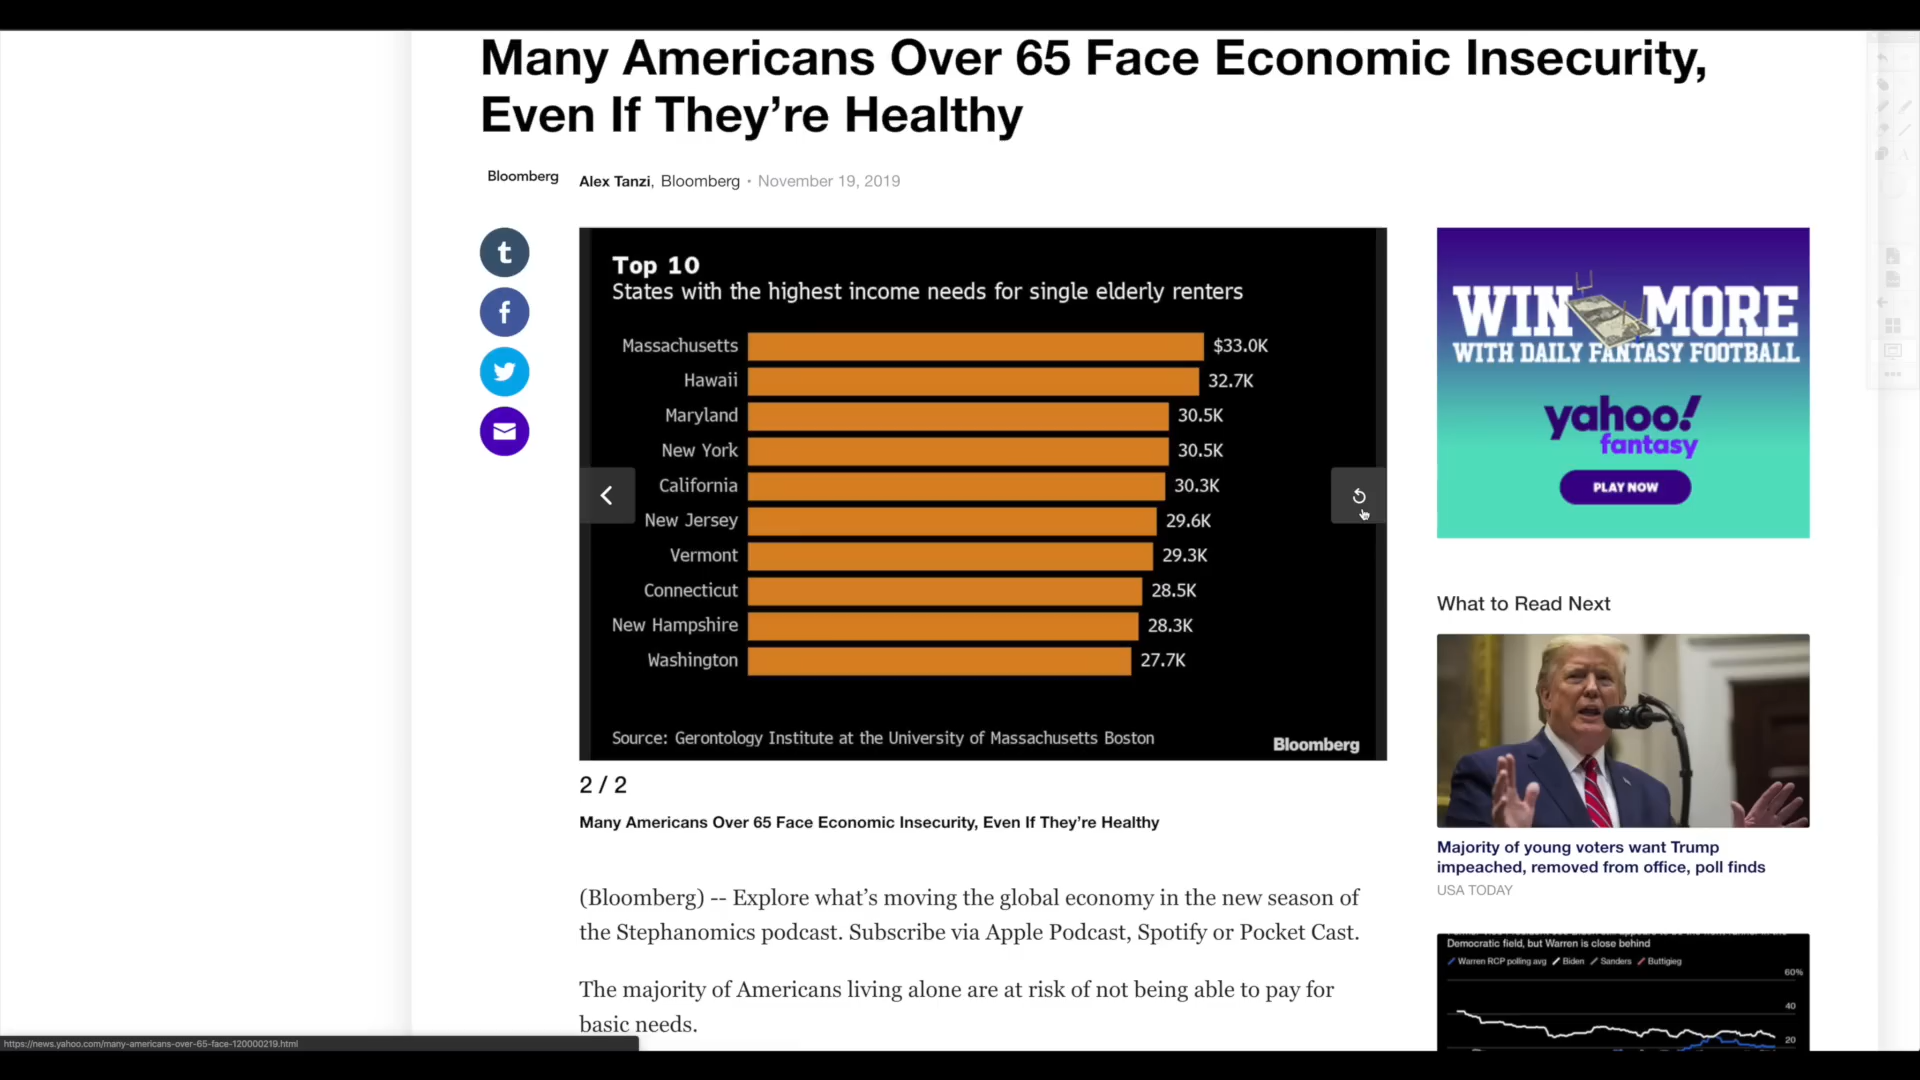 Many Americans Over 65 Face Economic Insecurity,
Even If They’re Healthy
Bloomberg
Alex Tanzi, Bloomberg • November 19, 2019
t
f
Top 10
States with the highest income needs for single elderly renters
Massachusetts $33.0K
Hawaii 32.7K
Maryland 30.5K
New York 30.5K
California 30.3K
New Jersey 29.6K
Vermont 29.3K
Connecticut 28.5K
New Hampshire 28.3K
Washington 27.7K
Source: Gerontology Institute at the University of Massachusetts Boston
Bloomberg
2 / 2
Many Americans Over 65 Face Economic Insecurity, Even If They’re Healthy
(Bloomberg) -- Explore what’s moving the global economy in the new season of
the Stephanomics podcast. Subscribe via Apple Podcast, Spotify or Pocket Cast.
The majority of Americans living alone are at risk of not being able to pay for
basic needs.
WIN MORE
WITH DAILY FANTASY FOOTBALL
yahoo!
fantasy
PLAY NOW
What to Read Next
Majority of young voters want Trump
impeached, removed from office, poll finds
USA TODAY
Democratic field, but Warren is close behind
Warren RCP polling avg Biden Sanders Buttigieg
60%
40
20
https://news.yahoo.com/many-americans-over-65-face-120000219.html